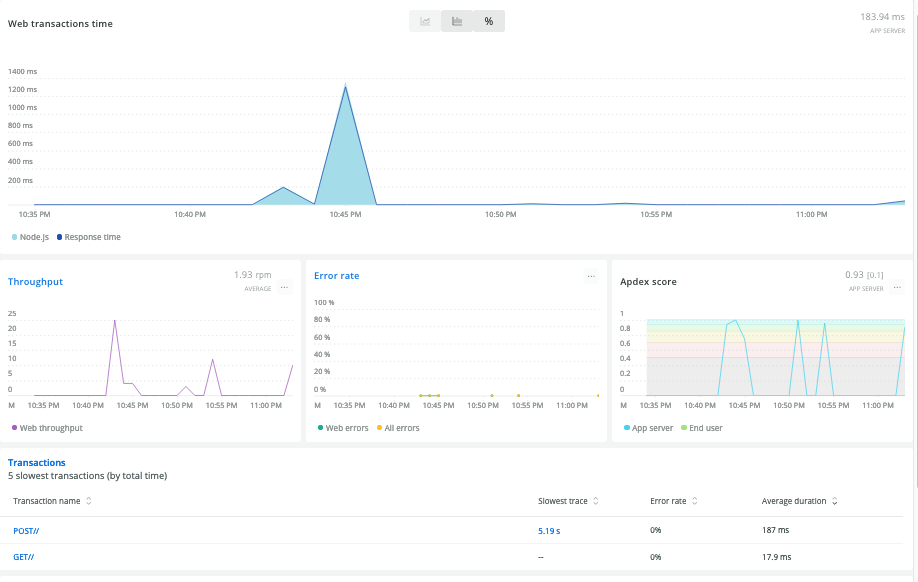 Web transactions time
%
183.94 ms
APP SERVER
1400 ms
1200 ms
1000 ms
800 ms
600 ms
400 ms
200 ms
10:35 PM 10:40 PM 10:45 PM 10:50 PM 10:55 PM 11:00 PM
Node.js Response time
Throughput
1.93 rpm
AVERAGE
...
25
20
15
10
5
0
M 10:35 PM 10:40 PM 10:45 PM 10:50 PM 10:55 PM 11:00 PM
Web throughput
Error rate
...
100 %
80 %
60 %
40 %
20 %
0 %
M 10:35 PM 10:40 PM 10:45 PM 10:50 PM 10:55 PM 11:00 PM
Web errors All errors
Apdex score
0.93 [0.1]
APP SERVER
...
1
0.8
0.6
0.4
0.2
0
M 10:35 PM 10:40 PM 10:45 PM 10:50 PM 10:55 PM 11:00 PM
App server End user
Transactions
5 slowest transactions (by total time)
Transaction name Slowest trace Error rate Average duration
POST// 5.19 s 0% 187 ms
GET// -- 0% 17.9 ms